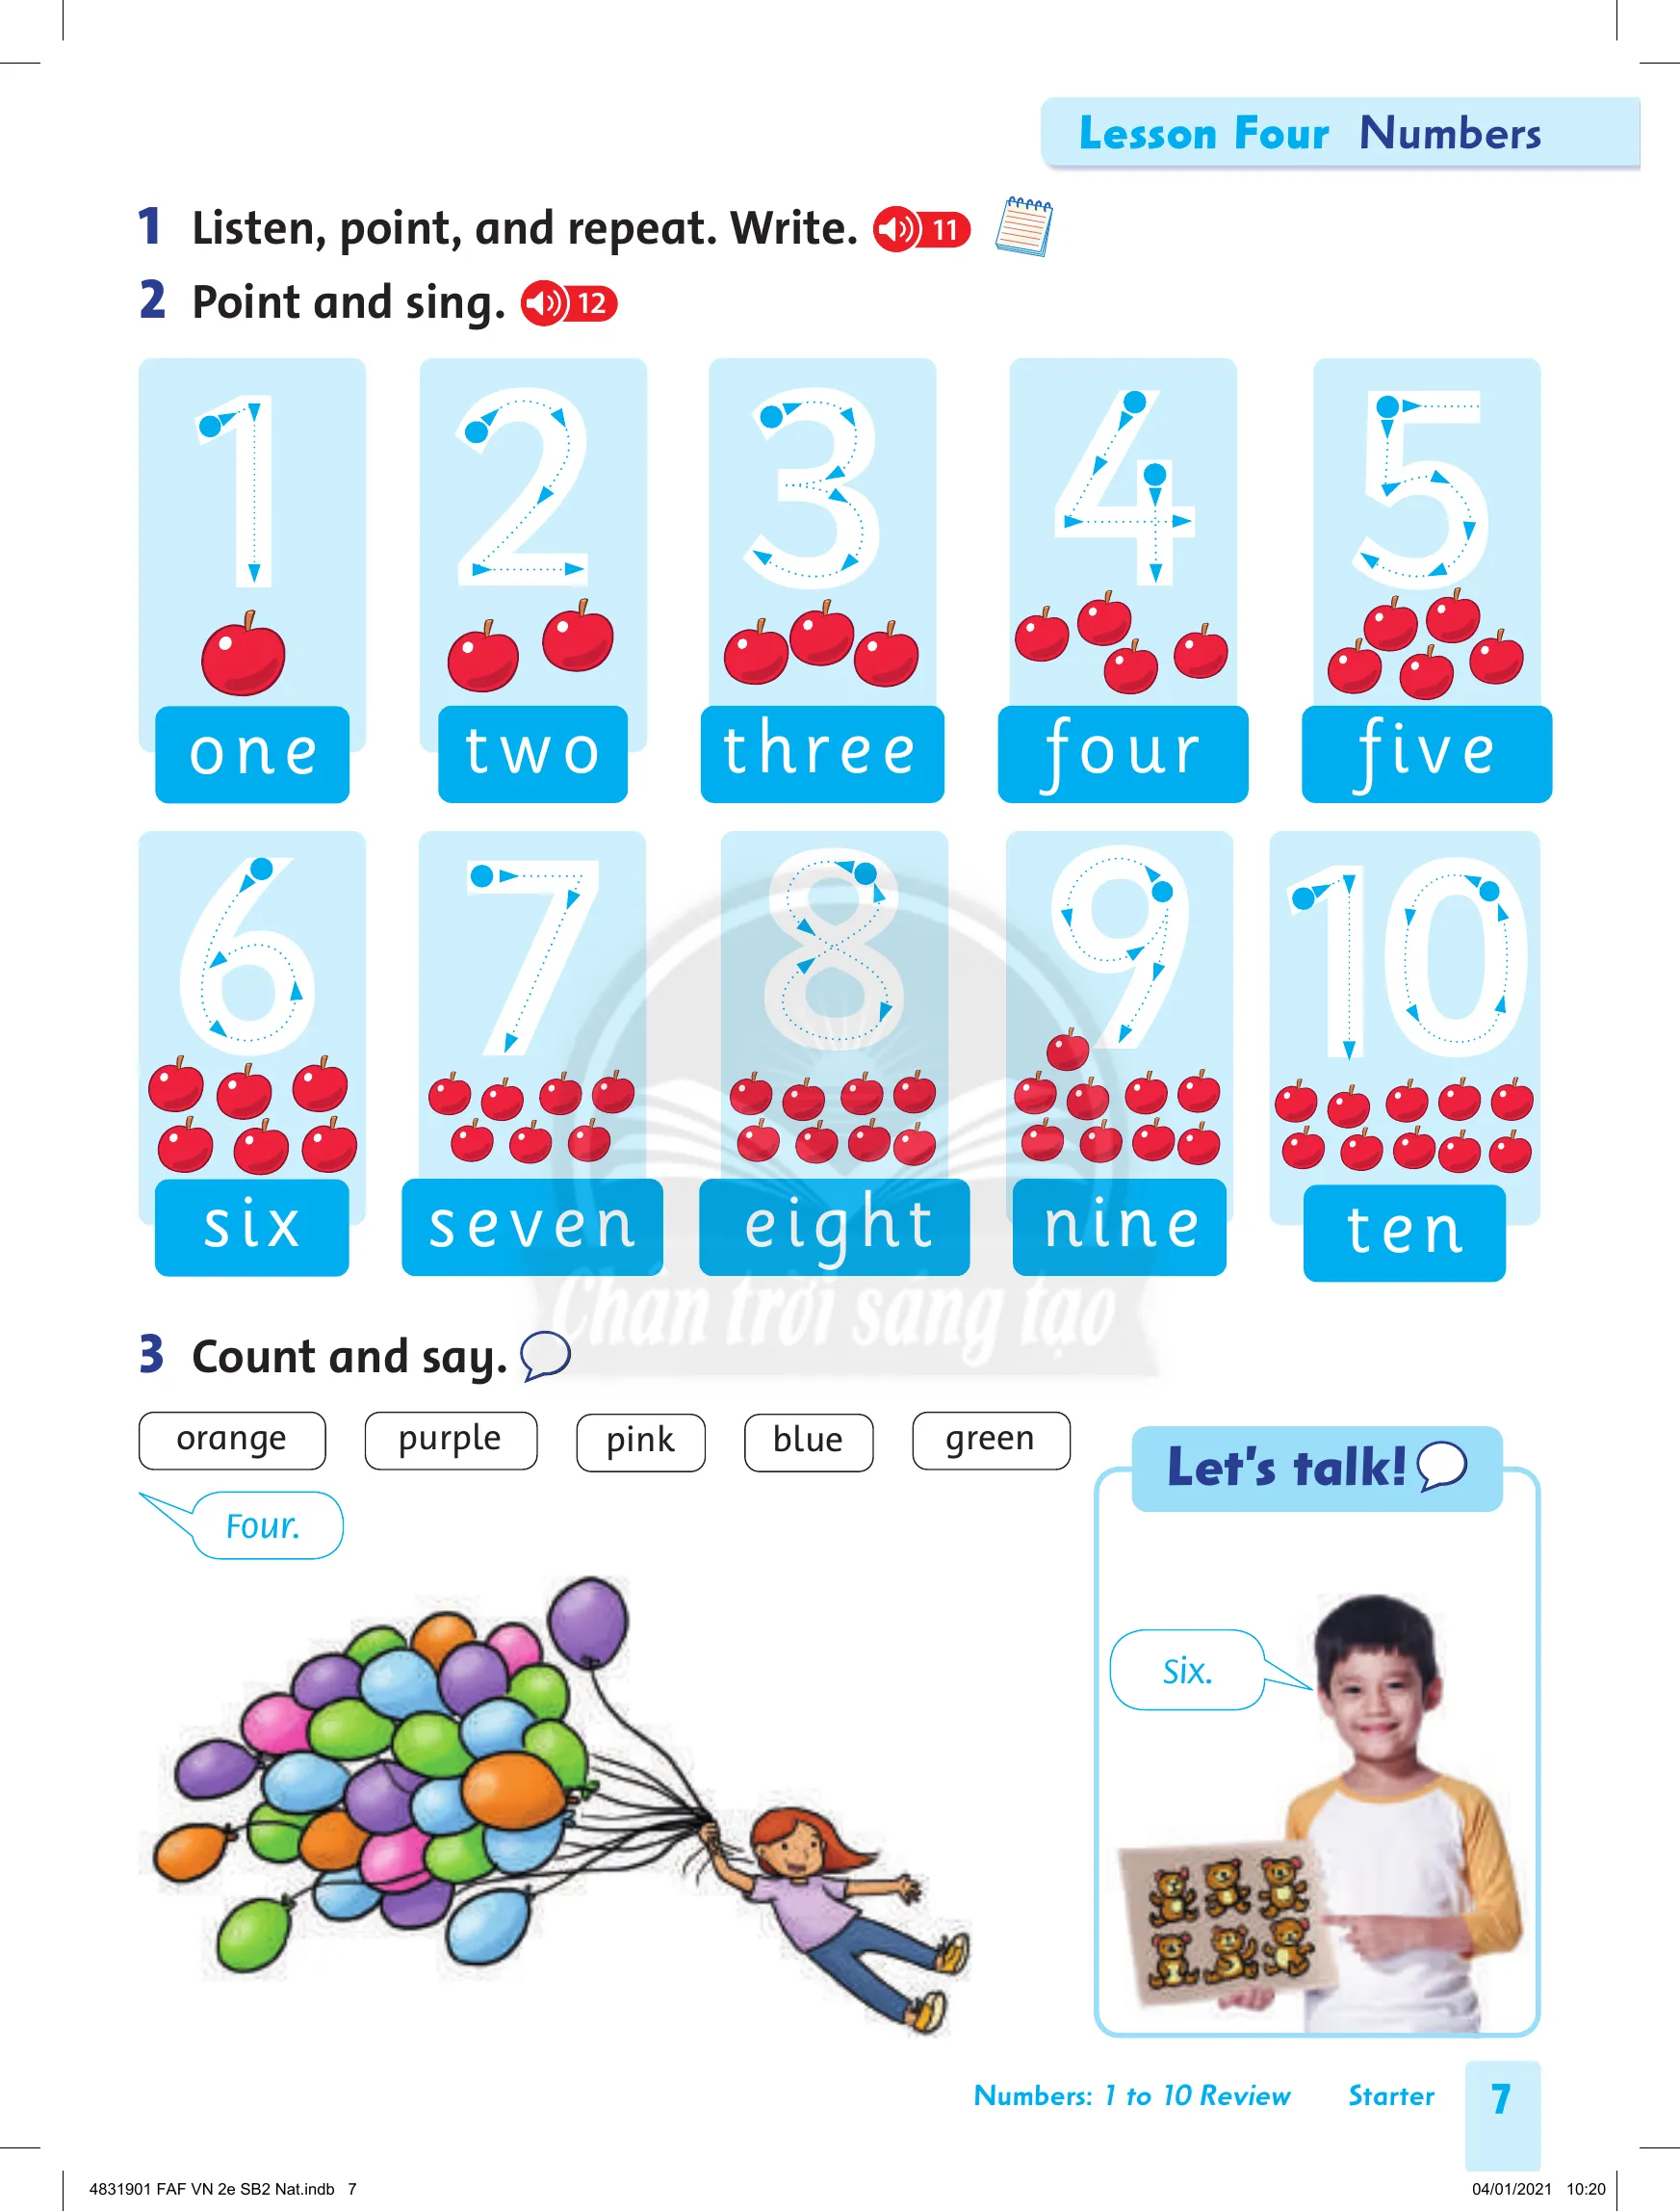 Lesson Four Numbers
1 Listen, point, and repeat. Write. 11
2 Point and sing. 12
1 2 3 4 5
one two three four five
6 7 8 9 10
six seven eight nine ten
Chân trời sáng tạo
3 Count and say.
orange purple pink blue green
Let's talk!
Four.
Six.
Numbers: 1 to 10 Review Starter 7
4831901 FAF VN 2e SB2 Nat.indb 7 04/01/2021 10:20